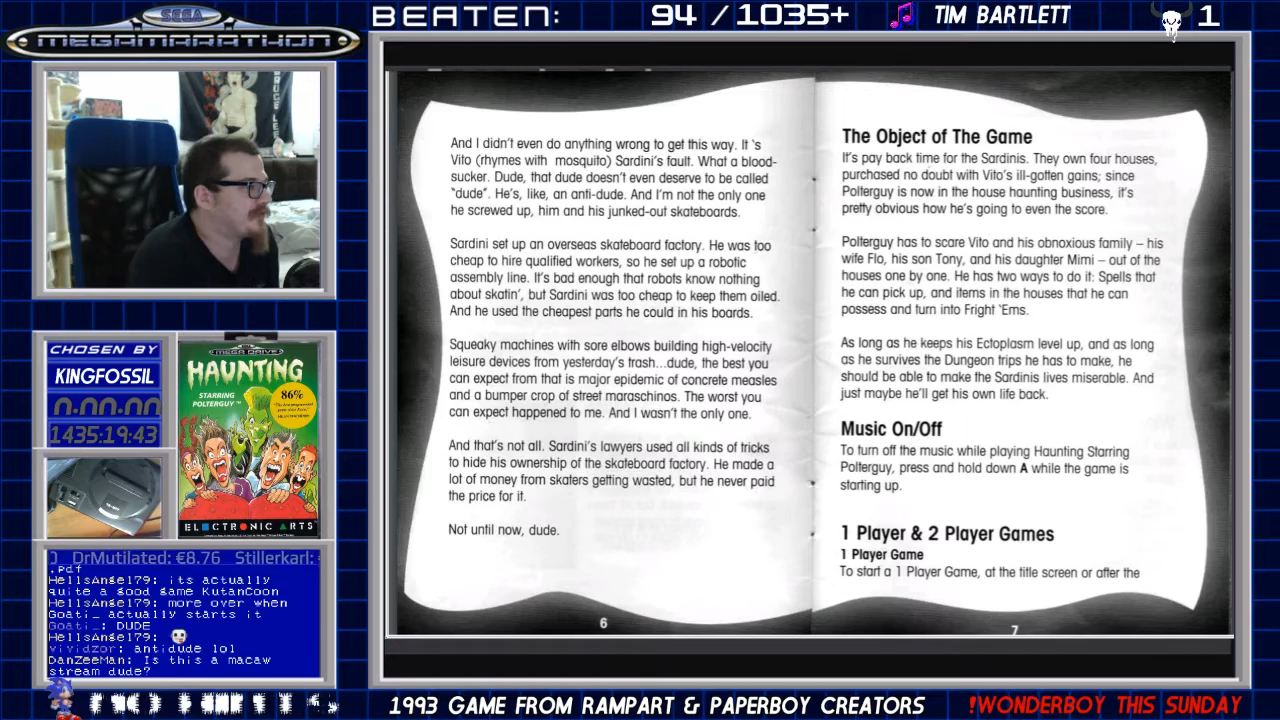 SEGA
MEGAMARATHON
BEATEN:
94 / 1035+
TIM BARTLETT
1
BRUCE LEE
And I didn't even do anything wrong to get this way. It 's
Vito (rhymes with mosquito) Sardini's fault. What a blood-
sucker. Dude, that dude doesn't even deserve to be called
"dude". He's, like, an anti-dude. And I'm not the only one
he screwed up, him and his junked-out skateboards.
Sardini set up an overseas skateboard factory. He was too
cheap to hire qualified workers, so he set up a robotic
assembly line. It's bad enough that robots know nothing
about skatin', but Sardini was too cheap to keep them oiled.
And he used the cheapest parts he could in his boards.
Squeaky machines with sore elbows building high-velocity
leisure devices from yesterday's trash...dude, the best you
can expect from that is major epidemic of concrete measles
and a bumper crop of street maraschinos. The worst you
can expect happened to me. And I wasn't the only one.
And that's not all. Sardini's lawyers used all kinds of tricks
to hide his ownership of the skateboard factory. He made a
lot of money from skaters getting wasted, but he never paid
the price for it.
Not until now, dude.
6
The Object of The Game
It's pay back time for the Sardinis. They own four houses,
purchased no doubt with Vito's ill-gotten gains; since
Polterguy is now in the house haunting business, it's
pretty obvious how he's going to even the score.
Polterguy has to scare Vito and his obnoxious family – his
wife Flo, his son Tony, and his daughter Mimi – out of the
houses one by one. He has two ways to do it: Spells that
he can pick up, and items in the houses that he can
possess and turn into Fright 'Ems.
As long as he keeps his Ectoplasm level up, and as long
as he survives the Dungeon trips he has to make, he
should be able to make the Sardinis lives miserable. And
just maybe he'll get his own life back.
Music On/Off
To turn off the music while playing Haunting Starring
Polterguy, press and hold down A while the game is
starting up.
1 Player & 2 Player Games
1 Player Game
To start a 1 Player Game, at the title screen or after the
7
CHOSEN BY
KINGFOSSIL
0:00:00
1435:19:43
MEGA DRIVE
HAUNTING
STARRING
POLTERGUY™
86%
ELECTRONIC ARTS
DrMutilated: €8.76 Stillerkarl:
.pdf
HellsAngel79: its actually
quite a good game KutanCoon
HellsAngel79: more over when
Goati_ actually starts it
Goati_: DUDE
HellsAngel79:
vividzor: antidude lol
DanZeeMan: Is this a macaw
stream dude?
1993 GAME FROM RAMPART & PAPERBOY CREATORS
!WONDERBOY THIS SUNDAY